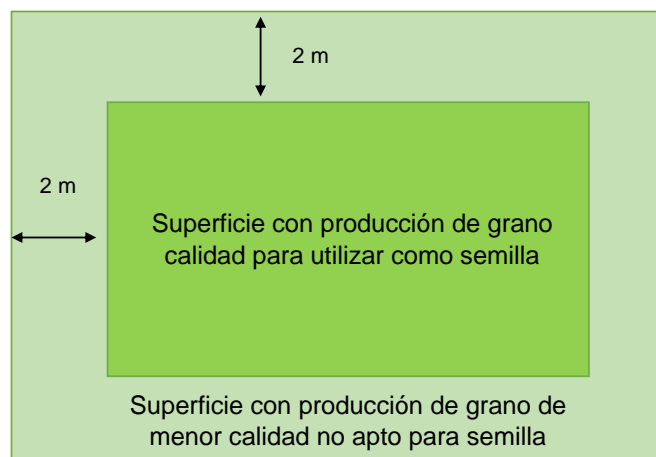 2 m
2 m
Superficie con producción de grano
calidad para utilizar como semilla
Superficie con producción de grano de
menor calidad no apto para semilla